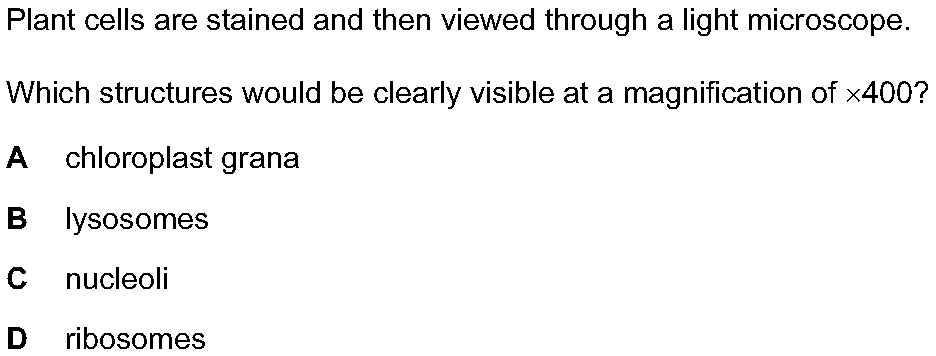 Plant cells are stained and then viewed through a light microscope.
Which structures would be clearly visible at a magnification of ×400?
A chloroplast grana
B lysosomes
C nucleoli
D ribosomes